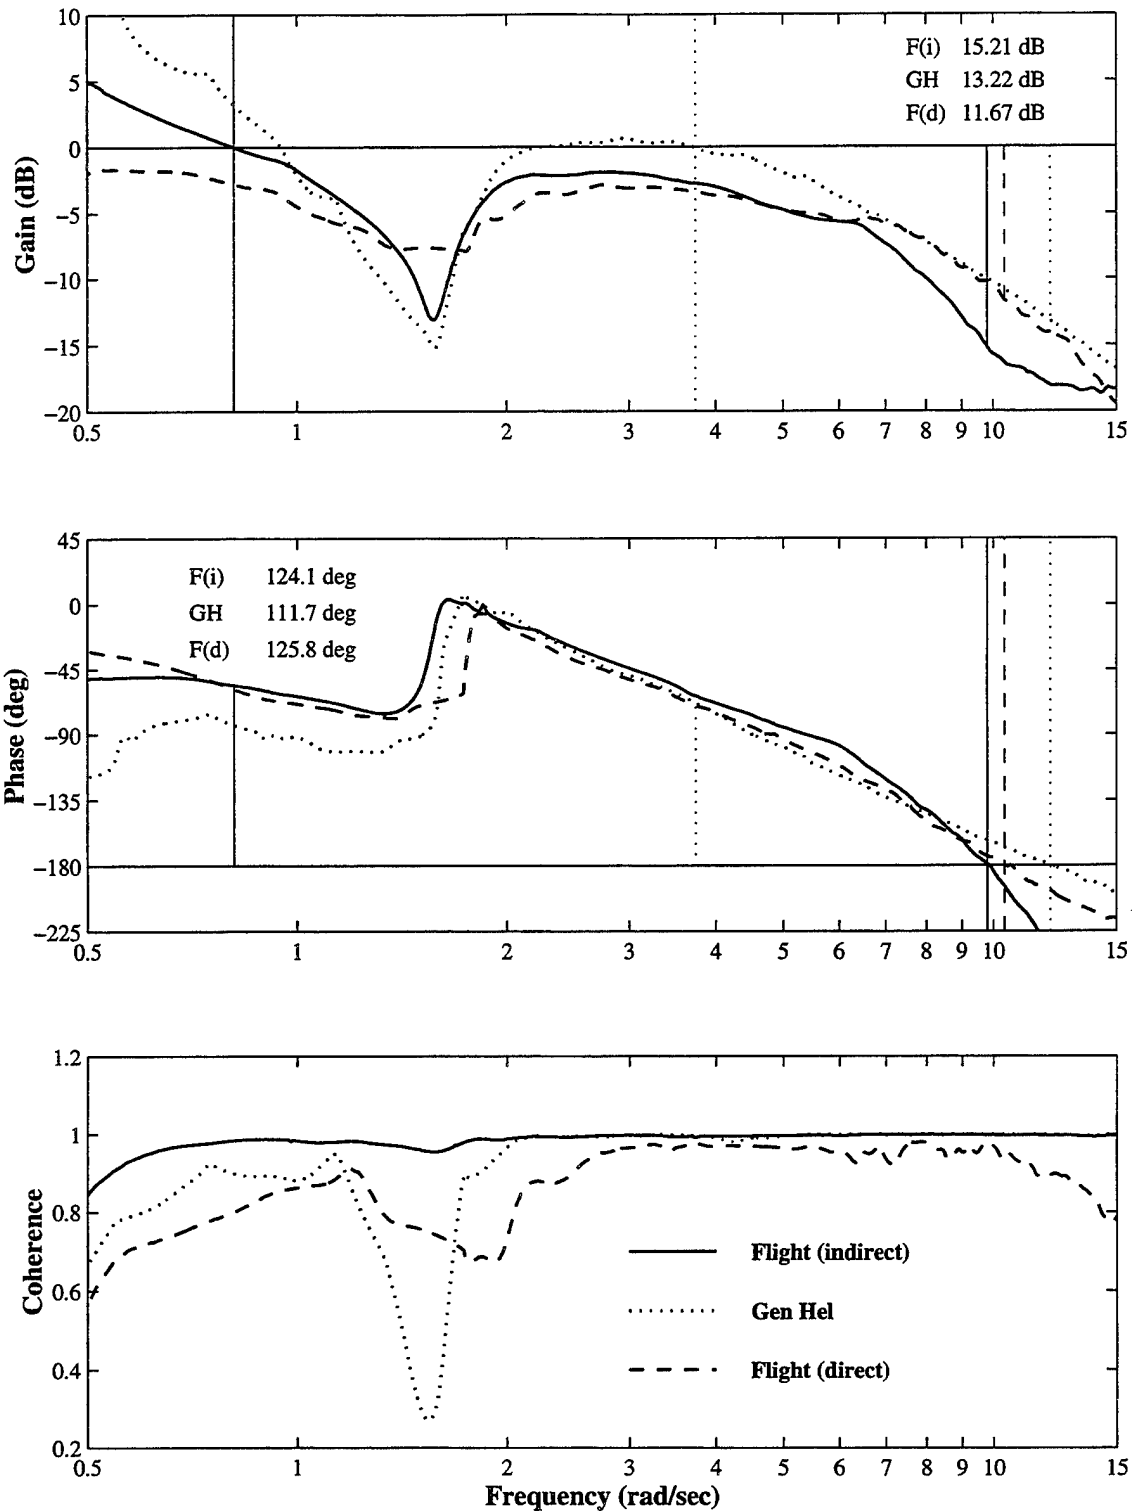 10
5
0
−5
−10
−15
−20
Gain (dB)
F(i) 15.21 dB
GH 13.22 dB
F(d) 11.67 dB
0.5 1 2 3 4 5 6 7 8 9 10 15
45
0
−45
−90
−135
−180
−225
Phase (deg)
F(i) 124.1 deg
GH 111.7 deg
F(d) 125.8 deg
0.5 1 2 3 4 5 6 7 8 9 10 15
1.2
1
0.8
0.6
0.4
0.2
Coherence
Flight (indirect)
Gen Hel
Flight (direct)
0.5 1 2 3 4 5 6 7 8 9 10 15
Frequency (rad/sec)